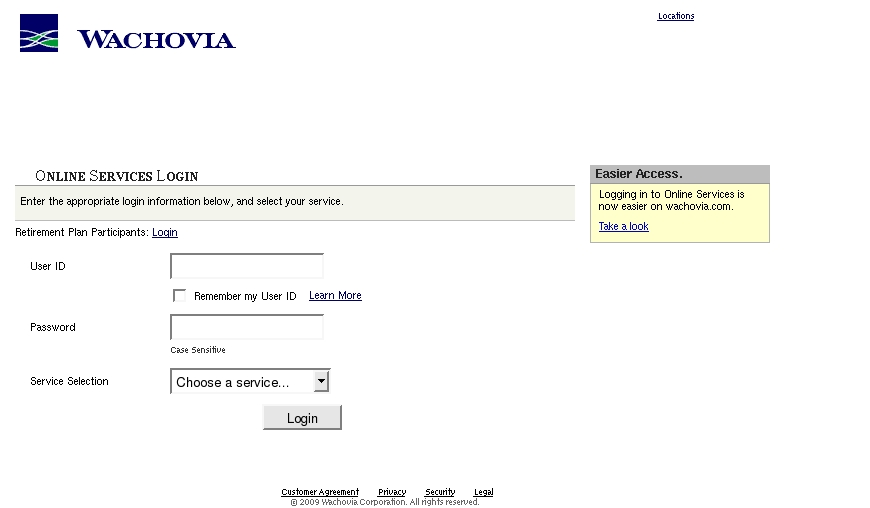 WACHOVIA
Locations
ONLINE SERVICES LOGIN
Enter the appropriate login information below, and select your service.
Easier Access.
Logging in to Online Services is
now easier on wachovia.com.
Take a look
Retirement Plan Participants: Login
User ID
Remember my User ID Learn More
Password
Case Sensitive
Service Selection Choose a service...
Login
Customer Agreement Privacy Security Legal
© 2009 Wachovia Corporation. All rights reserved.